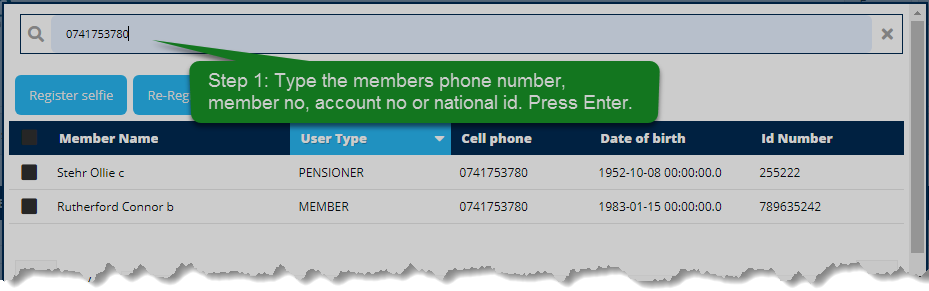 0741753780
Step 1: Type the members phone number,
member no, account no or national id. Press Enter.
Register selfie Re-Reg
Member Name User Type Cell phone Date of birth Id Number
Stehr Ollie c PENSIONER 0741753780 1952-10-08 00:00:00.0 255222
Rutherford Connor b MEMBER 0741753780 1983-01-15 00:00:00.0 789635242